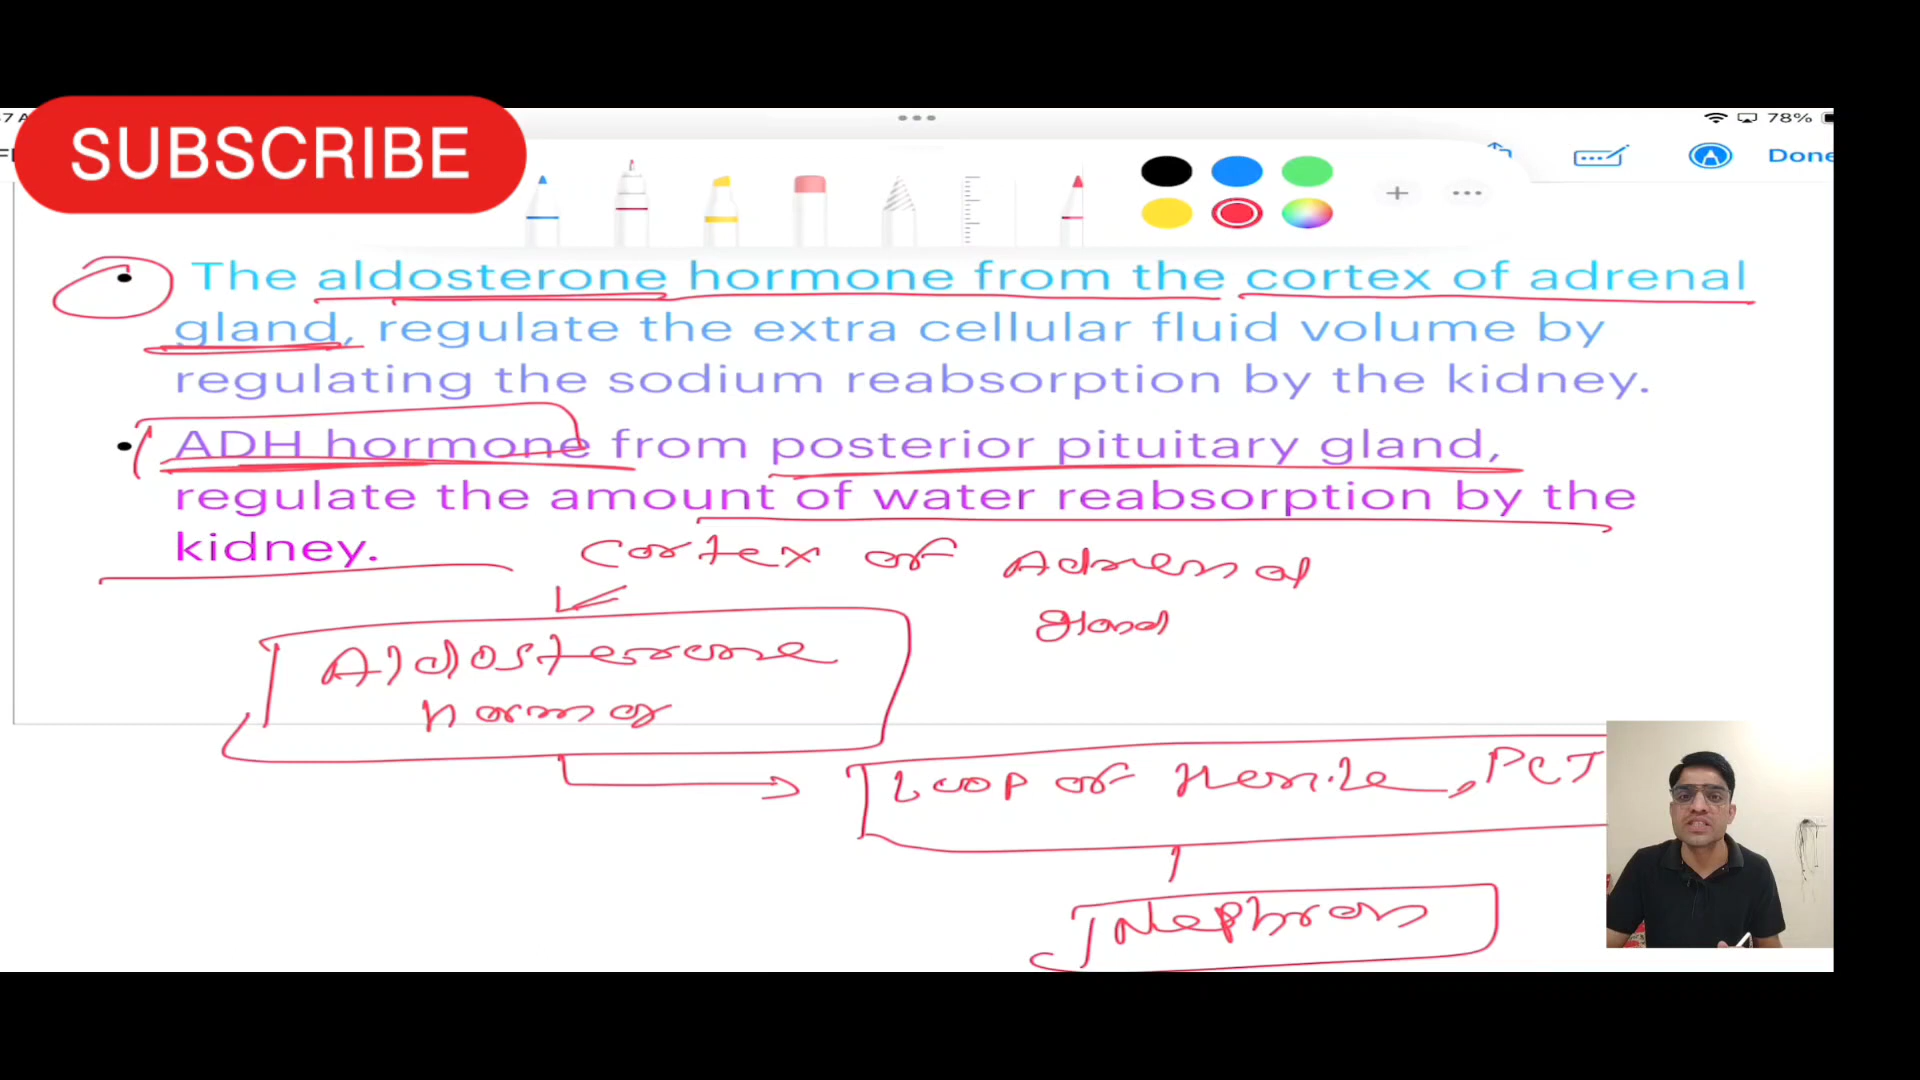 SUBSCRIBE
78%
Done
The aldosterone hormone from the cortex of adrenal
gland, regulate the extra cellular fluid volume by
regulating the sodium reabsorption by the kidney.
ADH hormone from posterior pituitary gland,
regulate the amount of water reabsorption by the
kidney.
Cortex of Adrenal
gland
Aldosterone
Loop of Henle, PCT
Nephron